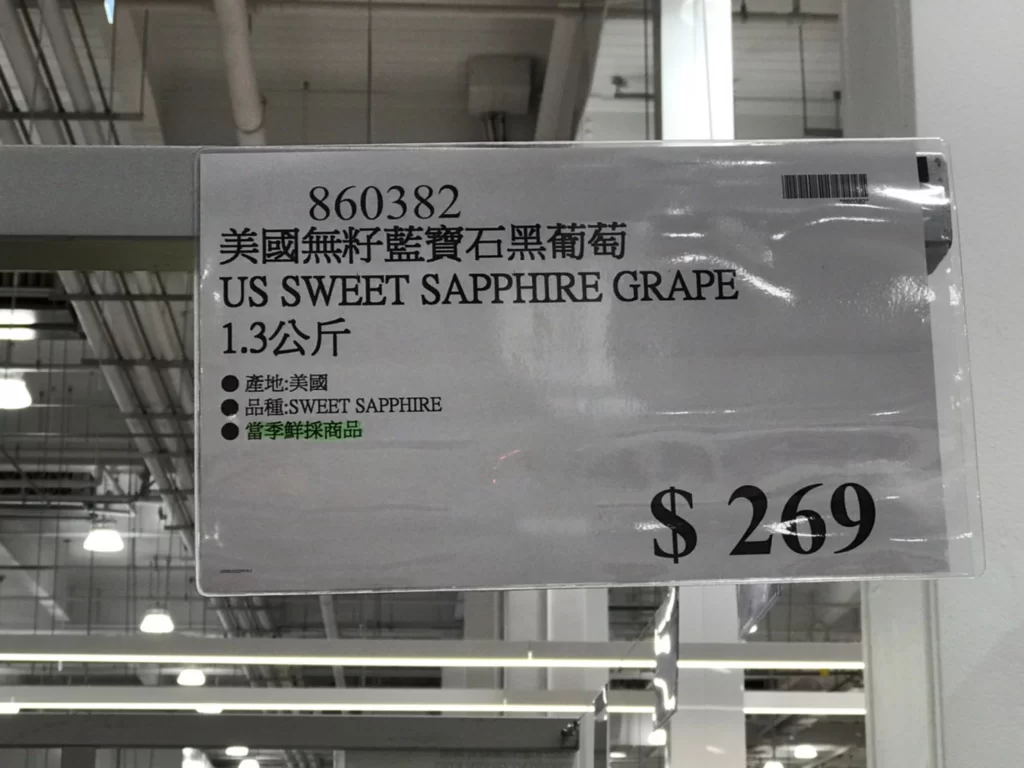 860382
美國無籽藍寶石黑葡萄
US SWEET SAPPHIRE GRAPE
1.3公斤
● 產地:美國
● 品種:SWEET SAPPHIRE
● 當季鮮採商品
$ 269